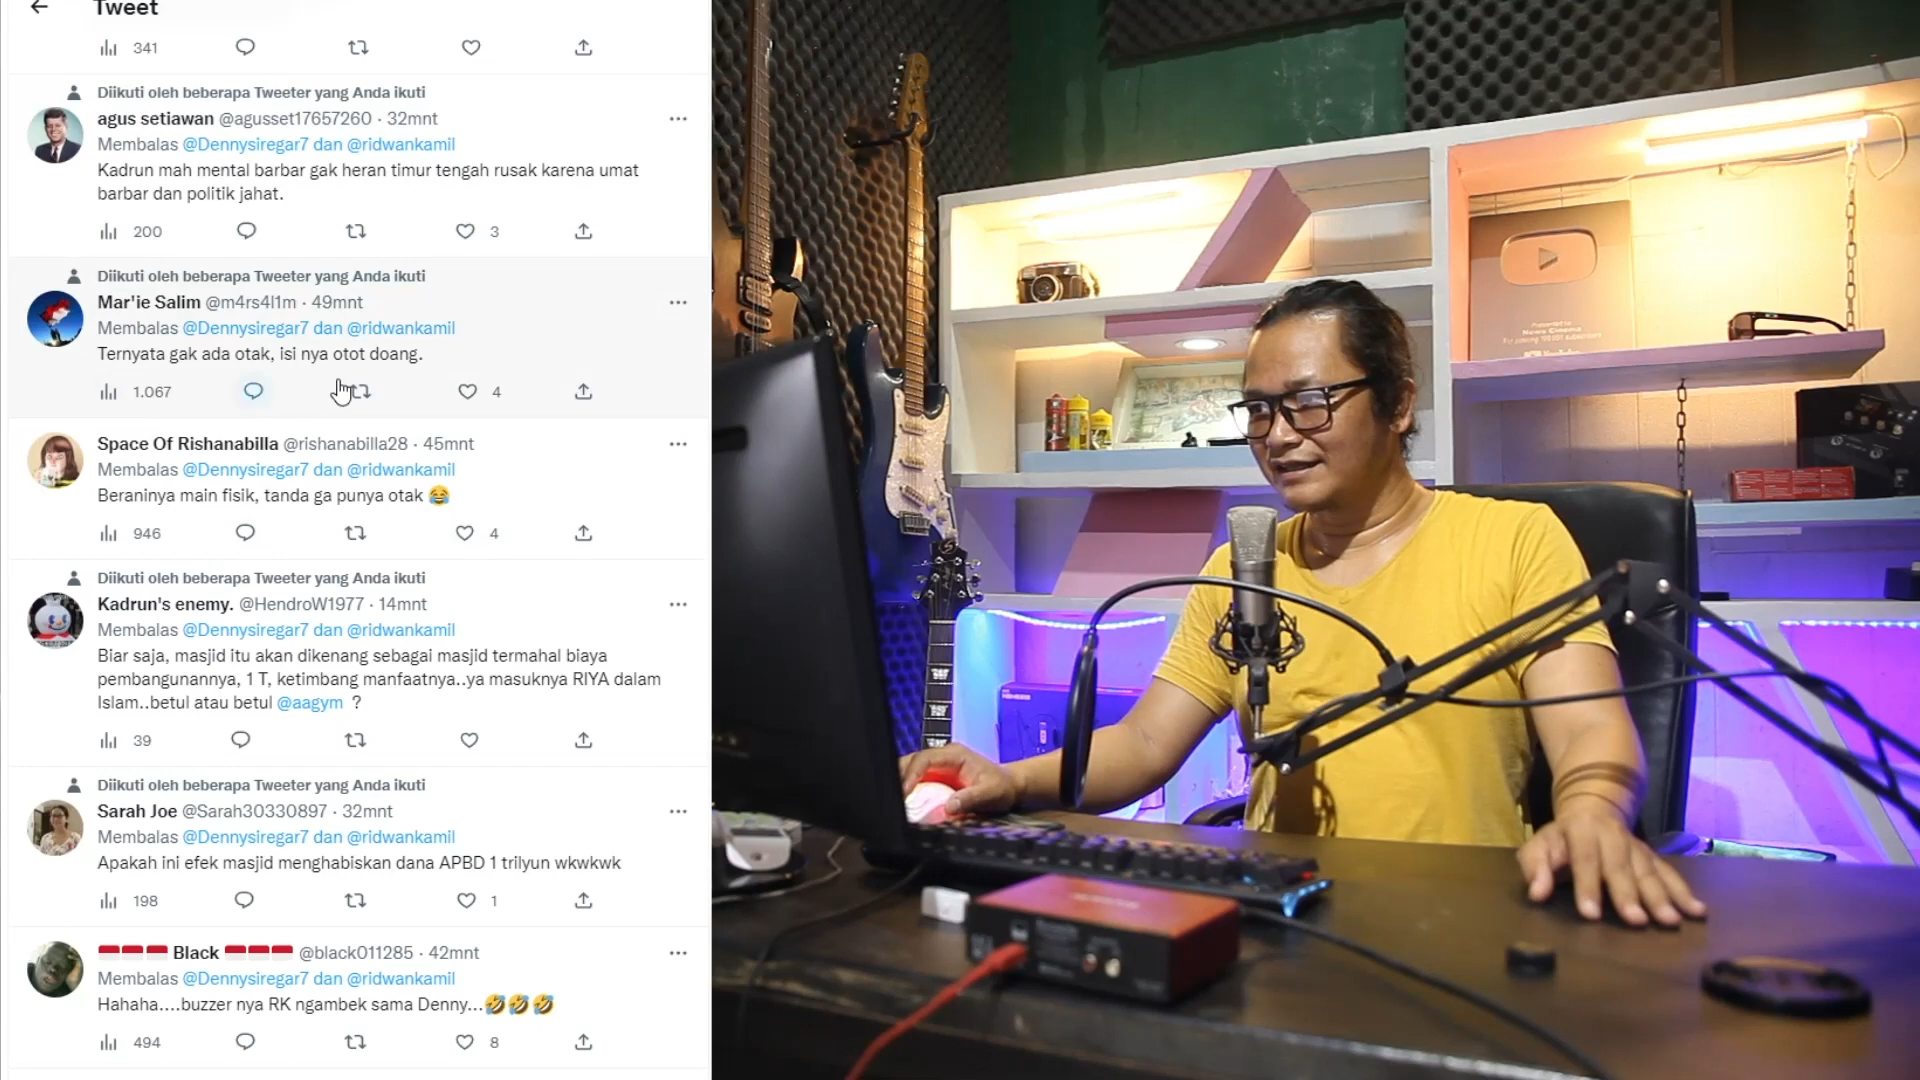 Tweet
341
Diikuti oleh beberapa Tweeter yang Anda ikuti
agus setiawan @agusset17657260 · 32mnt
Membalas @Dennysiregar7 dan @ridwankamil
Kadrun mah mental barbar gak heran timur tengah rusak karena umat
barbar dan politik jahat.
200 3
Diikuti oleh beberapa Tweeter yang Anda ikuti
Mar'ie Salim @m4rs4l1m · 49mnt
Membalas @Dennysiregar7 dan @ridwankamil
Ternyata gak ada otak, isi nya otot doang.
1.067 4
Space Of Rishanabilla @rishanabilla28 · 45mnt
Membalas @Dennysiregar7 dan @ridwankamil
Beraninya main fisik, tanda ga punya otak 😂
946 4
Diikuti oleh beberapa Tweeter yang Anda ikuti
Kadrun's enemy. @HendroW1977 · 14mnt
Membalas @Dennysiregar7 dan @ridwankamil
Biar saja, masjid itu akan dikenang sebagai masjid termahal biaya
pembangunannya, 1 T, ketimbang manfaatnya..ya masuknya RIYA dalam
Islam..betul atau betul @aagym ?
39
Diikuti oleh beberapa Tweeter yang Anda ikuti
Sarah Joe @Sarah30330897 · 32mnt
Membalas @Dennysiregar7 dan @ridwankamil
Apakah ini efek masjid menghabiskan dana APBD 1 trilyun wkwkwk
198 1
🇮🇩🇮🇩🇮🇩 Black 🇮🇩🇮🇩🇮🇩 @black011285 · 42mnt
Membalas @Dennysiregar7 dan @ridwankamil
Hahaha....buzzer nya RK ngambek sama Denny...🤣🤣🤣
494 8
Presented to